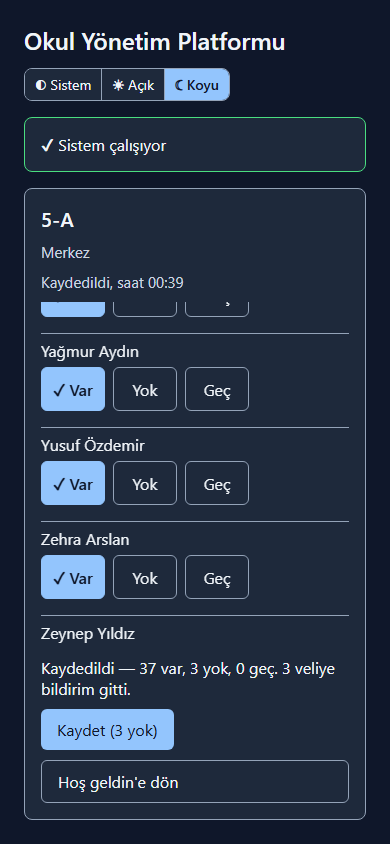 Okul Yönetim Platformu
◐ Sistem ☀ Açık ☾ Koyu
✓ Sistem çalışıyor
5-A
Merkez
Kaydedildi, saat 00:39
Yağmur Aydın
✓ Var Yok Geç
Yusuf Özdemir
✓ Var Yok Geç
Zehra Arslan
✓ Var Yok Geç
Zeynep Yıldız
Kaydedildi — 37 var, 3 yok, 0 geç. 3 veliye
bildirim gitti.
Kaydet (3 yok)
Hoş geldin'e dön